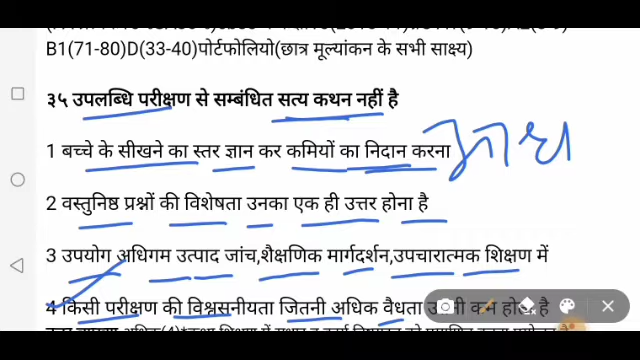 B1(71-80)D(33-40)पोर्टफोलियो(छात्र मूल्यांकन के सभी साक्ष्य)
३५ उपलब्धि परीक्षण से सम्बंधित सत्य कथन नहीं है
1 बच्चे के सीखने का स्तर ज्ञान कर कमियों का निदान करना
2 वस्तुनिष्ठ प्रश्नों की विशेषता उनका एक ही उत्तर होना है
3 उपयोग अधिगम उत्पाद जांच,शैक्षणिक मार्गदर्शन,उपचारात्मक शिक्षण में
4 किसी परीक्षण की विश्वसनीयता जितनी अधिक वैधता कम है